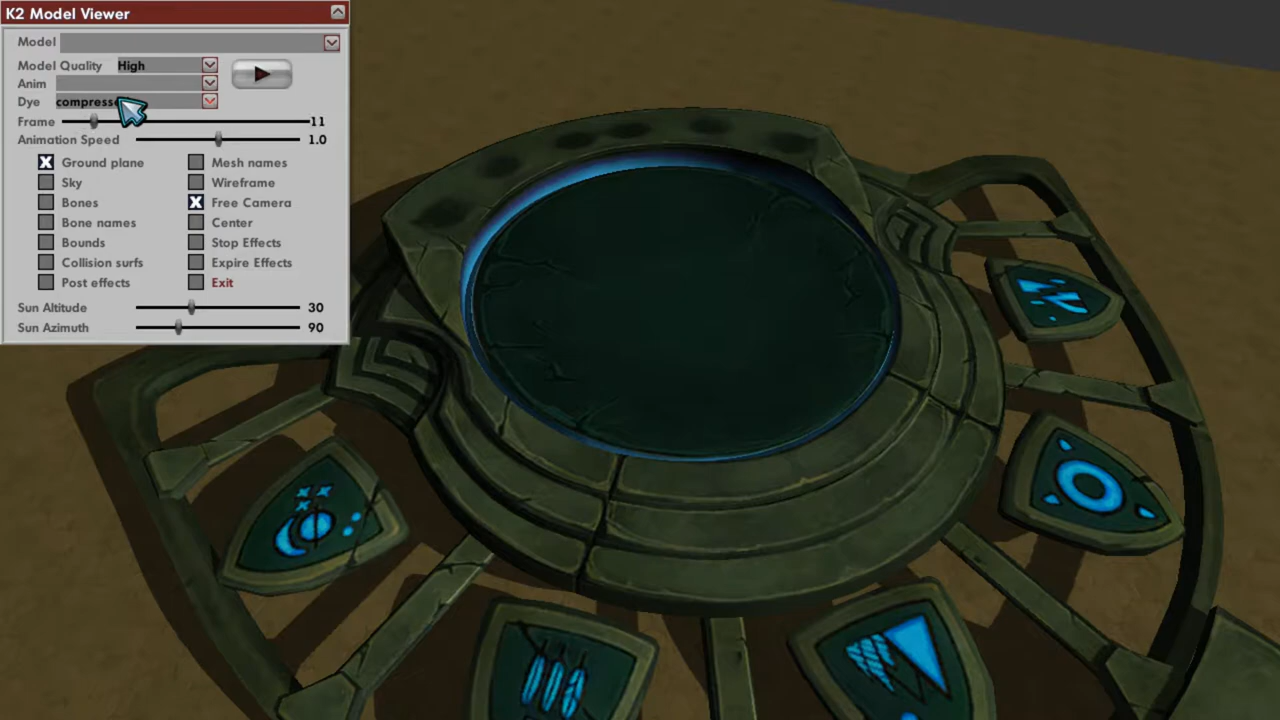 K2 Model Viewer
Model
Model Quality High
Anim
Dye
Frame 11
Animation Speed 1.0
Ground plane Mesh names
Sky Wireframe
Bones Free Camera
Bone names Center
Bounds Stop Effects
Collision surfs Expire Effects
Post effects Exit
Sun Altitude 30
Sun Azimuth 90